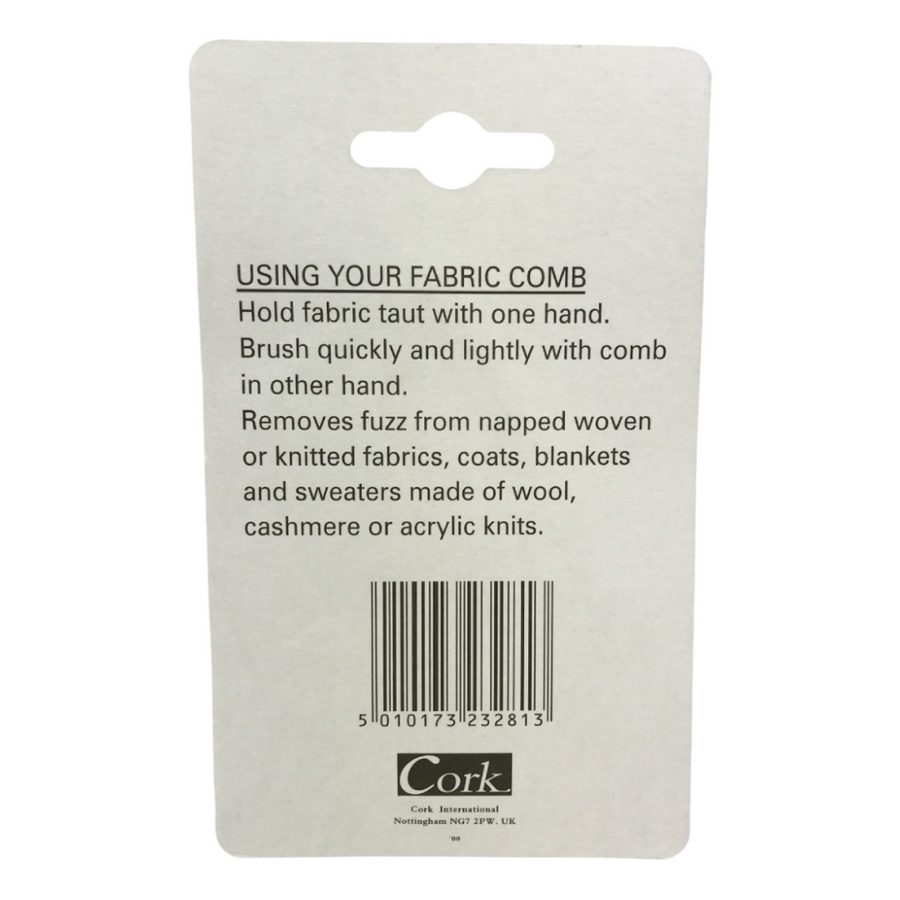 USING YOUR FABRIC COMB
Hold fabric taut with one hand.
Brush quickly and lightly with comb
in other hand.
Removes fuzz from napped woven
or knitted fabrics, coats, blankets
and sweaters made of wool,
cashmere or acrylic knits.
5 010173 232813
Cork
Cork International
Nottingham NG7 2PW. UK
'00